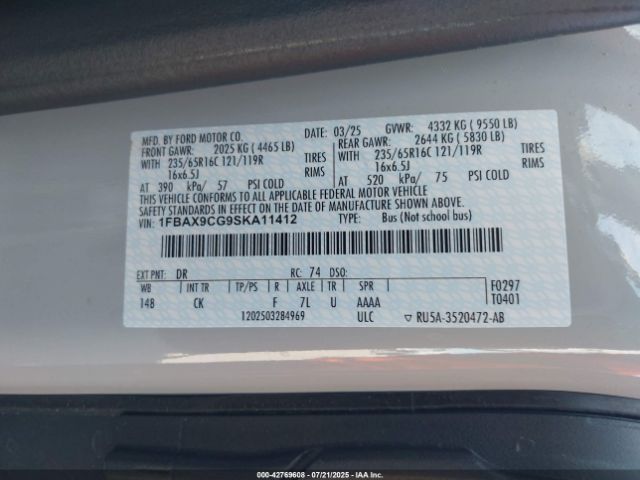 MFD. BY FORD MOTOR CO. DATE: 03/25 GVWR: 4332 KG ( 9550 LB)
FRONT GAWR: 2025 KG ( 4465 LB) REAR GAWR: 2644 KG ( 5830 LB)
WITH 235/65R16C 121/119R TIRES WITH 235/65R16C 121/119R TIRES
16x6.5J RIMS 16x6.5J RIMS
AT 390 kPa/ 57 PSI COLD AT 520 kPa/ 75 PSI COLD
THIS VEHICLE CONFORMS TO ALL APPLICABLE FEDERAL MOTOR VEHICLE
SAFETY STANDARDS IN EFFECT ON THE DATE OF MANUFACTURE SHOWN ABOVE.
VIN: 1FBAX9CG9SKA11412 TYPE: Bus (Not school bus)
EXT PNT: DR RC: 74 DSO:
WB INT TR TP/PS R AXLE TR SPR F0297
148 CK F 7L U AAAA T0401
1202503284969 ULC ▽ RU5A-3520472-AB
000-42769608 07/21/2025 - IAA Inc.